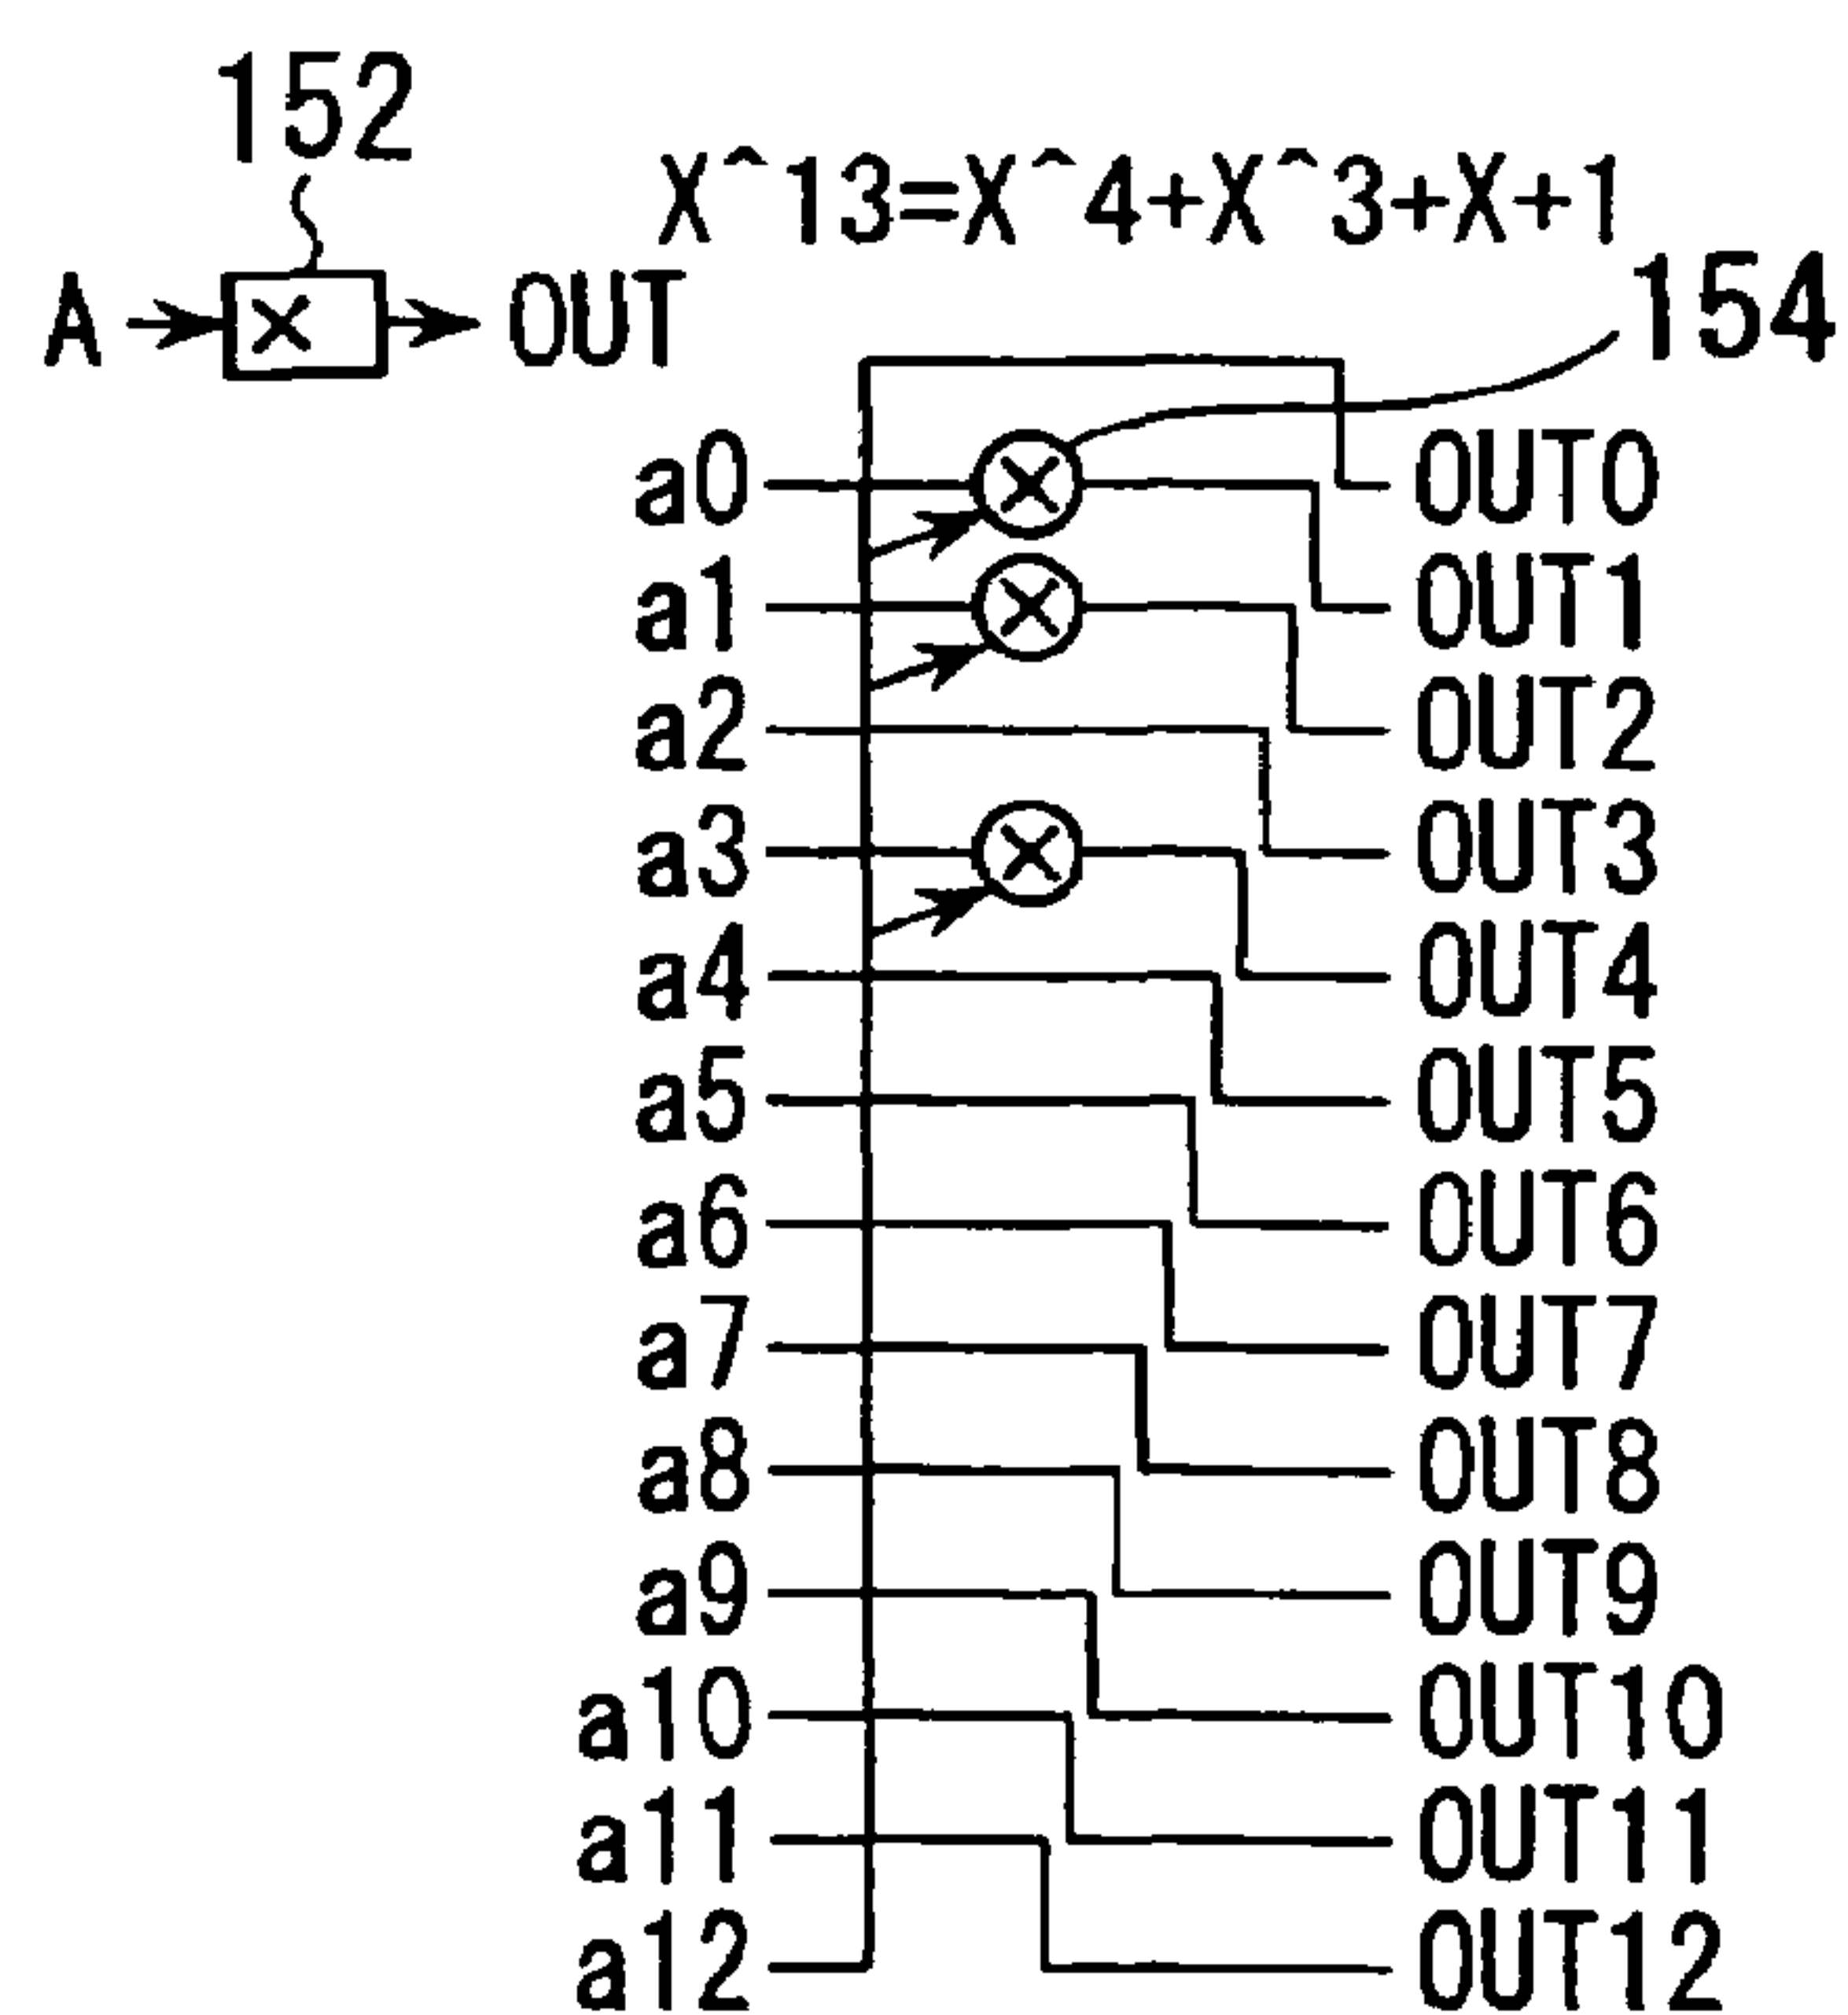 152
X^13=X^4+X^3+X+1
A X OUT
154
a0 X OUT0
a1 X OUT1
a2 OUT2
a3 X OUT3
a4 OUT4
a5 OUT5
a6 OUT6
a7 OUT7
a8 OUT8
a9 OUT9
a10 OUT10
a11 OUT11
a12 OUT12